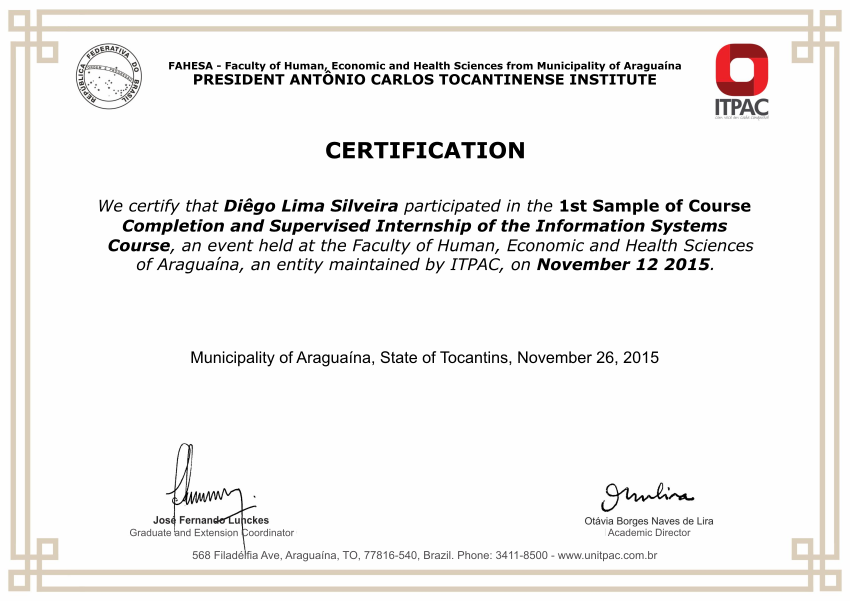 REPÚBLICA FEDERATIVA DO BRASIL
FAHESA - Faculty of Human, Economic and Health Sciences from Municipality of Araguaína
PRESIDENT ANTÔNIO CARLOS TOCANTINENSE INSTITUTE
ITPAC
CERTIFICATION
We certify that Diêgo Lima Silveira participated in the 1st Sample of Course
Completion and Supervised Internship of the Information Systems
Course, an event held at the Faculty of Human, Economic and Health Sciences
of Araguaína, an entity maintained by ITPAC, on November 12 2015.
Municipality of Araguaína, State of Tocantins, November 26, 2015
José Fernando Lunckes
Graduate and Extension Coordinator
Otávia Borges Naves de Lira
Academic Director
568 Filadélfia Ave, Araguaína, TO, 77816-540, Brazil. Phone: 3411-8500 - www.unitpac.com.br